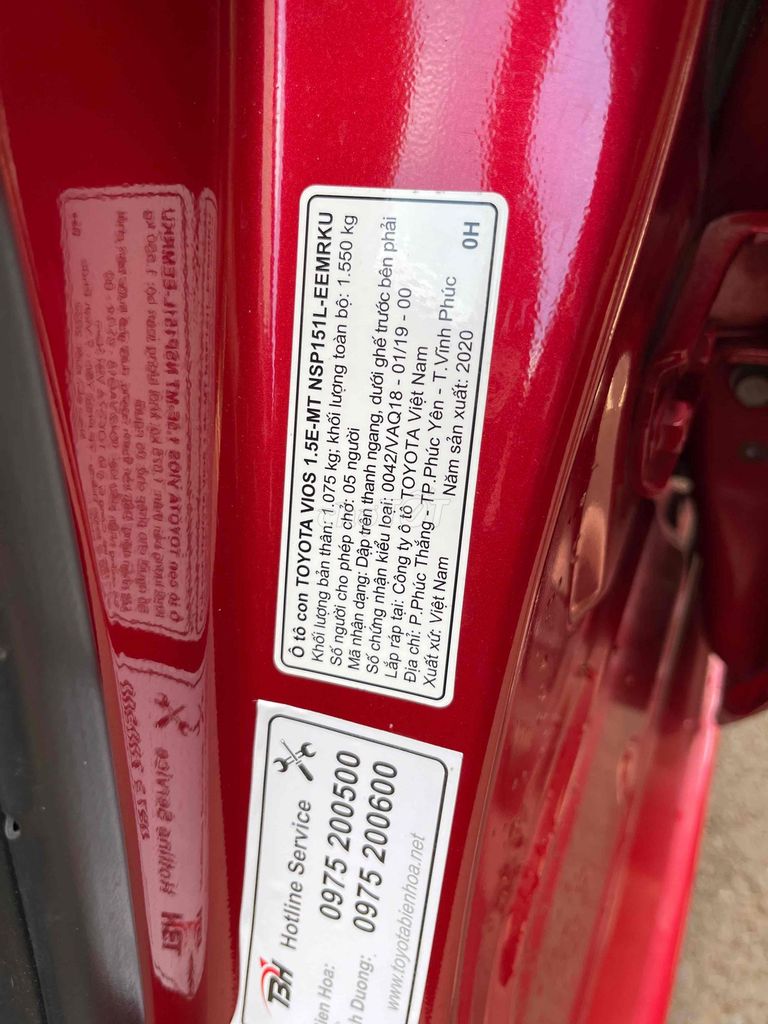 Ô tô con TOYOTA VIOS 1.5E-MT NSP151L-EEMRKU
Khối lượng bản thân: 1.075 kg; khối lượng toàn bộ: 1.550 kg
Số người cho phép chở: 05 người
Mã nhận dạng: Dập trên thanh ngang, dưới ghế trước bên phải
Số chứng nhận kiểu loại: 0042/VAQ18 - 01/19 - 00
Lắp ráp tại: Công ty ô tô TOYOTA Việt Nam
Địa chỉ: P.Phúc Thắng - TP.Phúc Yên - T.Vĩnh Phúc
Xuất xứ: Việt Nam Năm sản xuất: 2020 0H
TBH Hotline Service
ien Hoa: 0975 200500
h Duong: 0975 200600
www.toyotabienhoa.net